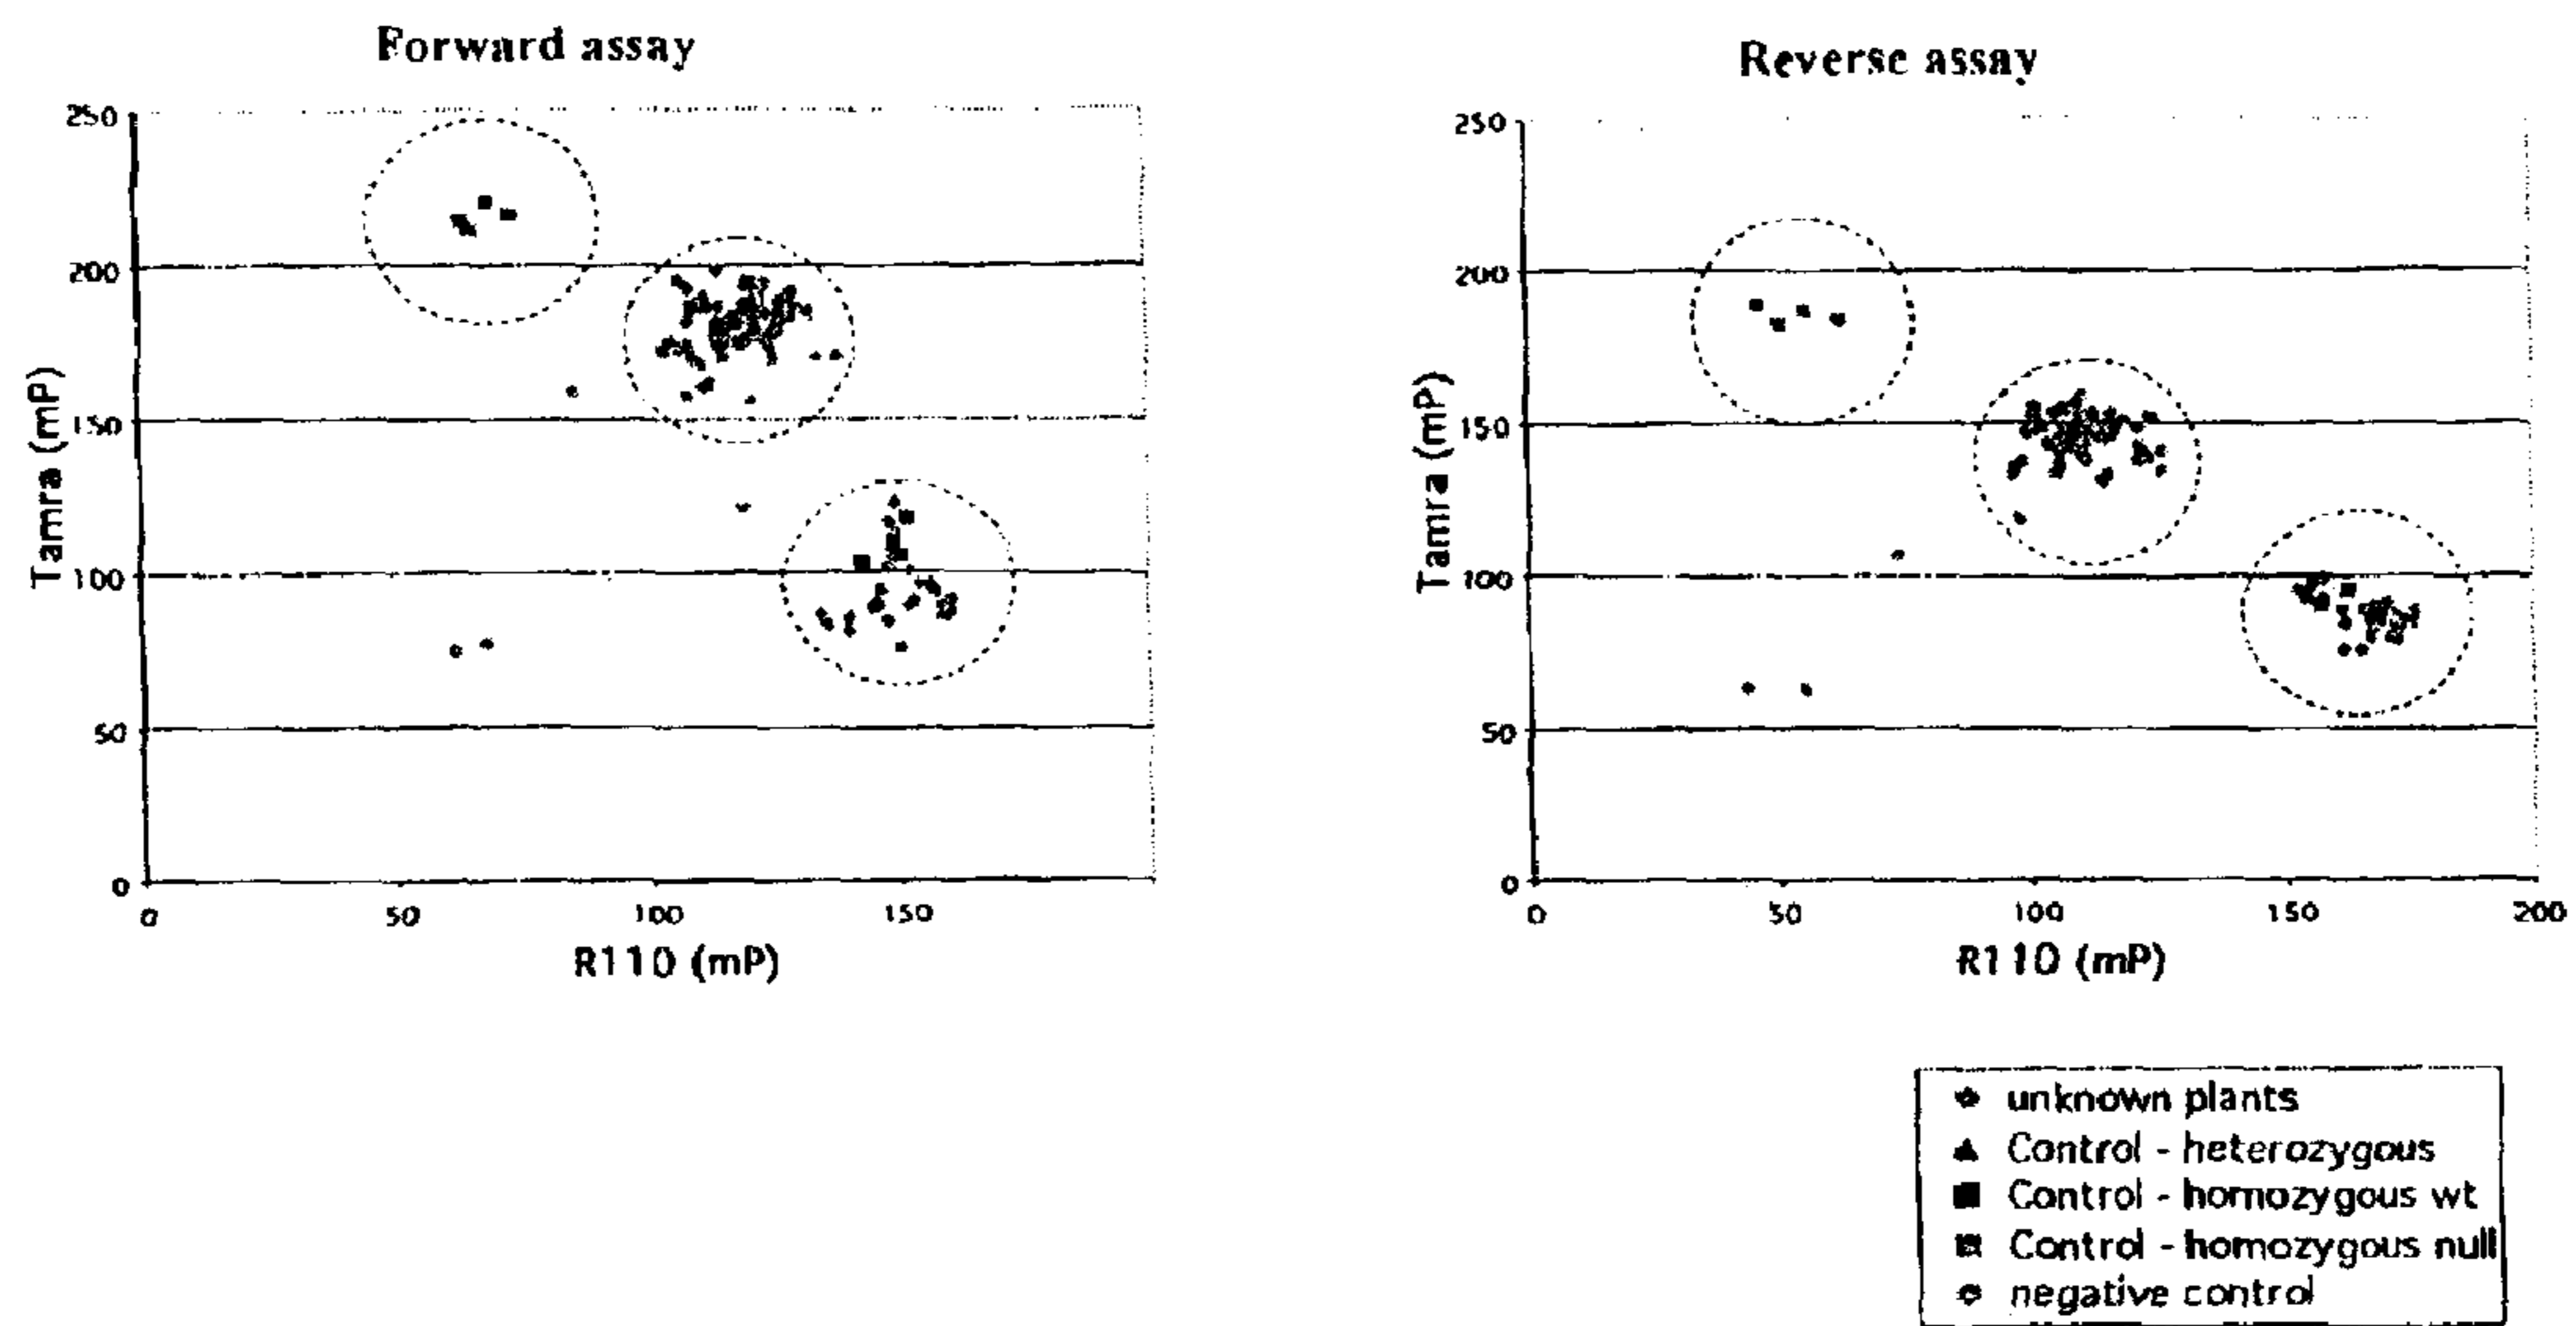 Forward assay
250
200
150
100
50
0
0 50 100 150
Tamra (mP)
R110 (mP)
Reverse assay
250
200
150
100
50
0
0 50 100 150 200
Tamra (mP)
R110 (mP)
unknown plants
Control - heterozygous
Control - homozygous wt
Control - homozygous null
negative control